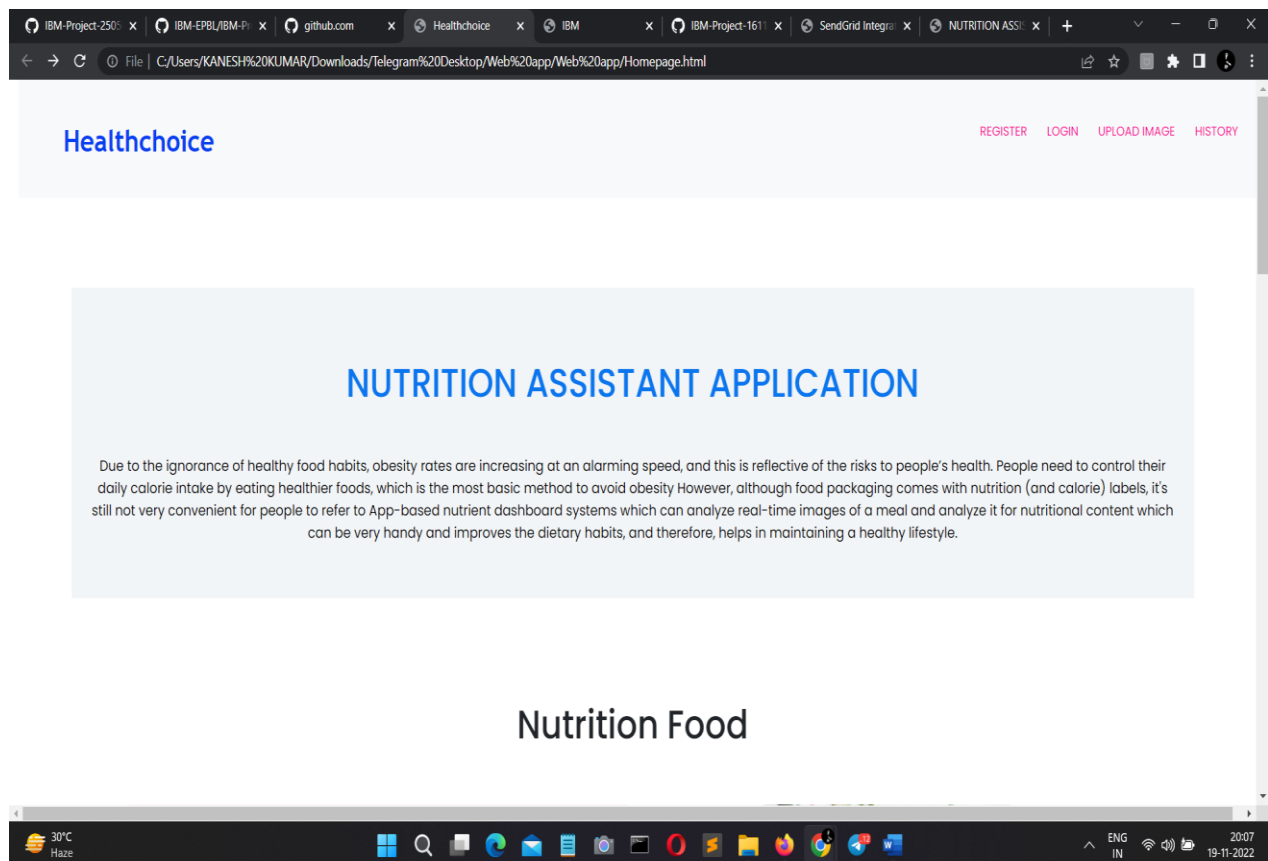 IBM-Project-2505
IBM-EPBL/IBM-Pr
github.com
Healthchoice
IBM
IBM-Project-1611
SendGrid Integra
NUTRITION ASSIS
File | C:/Users/KANESH%20KUMAR/Downloads/Telegram%20Desktop/Web%20app/Web%20app/Homepage.html
Healthchoice
REGISTER LOGIN UPLOAD IMAGE HISTORY
NUTRITION ASSISTANT APPLICATION
Due to the ignorance of healthy food habits, obesity rates are increasing at an alarming speed, and this is reflective of the risks to people's health. People need to control their
daily calorie intake by eating healthier foods, which is the most basic method to avoid obesity However, although food packaging comes with nutrition (and calorie) labels, it's
still not very convenient for people to refer to App-based nutrient dashboard systems which can analyze real-time images of a meal and analyze it for nutritional content which
can be very handy and improves the dietary habits, and therefore, helps in maintaining a healthy lifestyle.
Nutrition Food
30°C
Haze
ENG
IN
20:07
19-11-2022